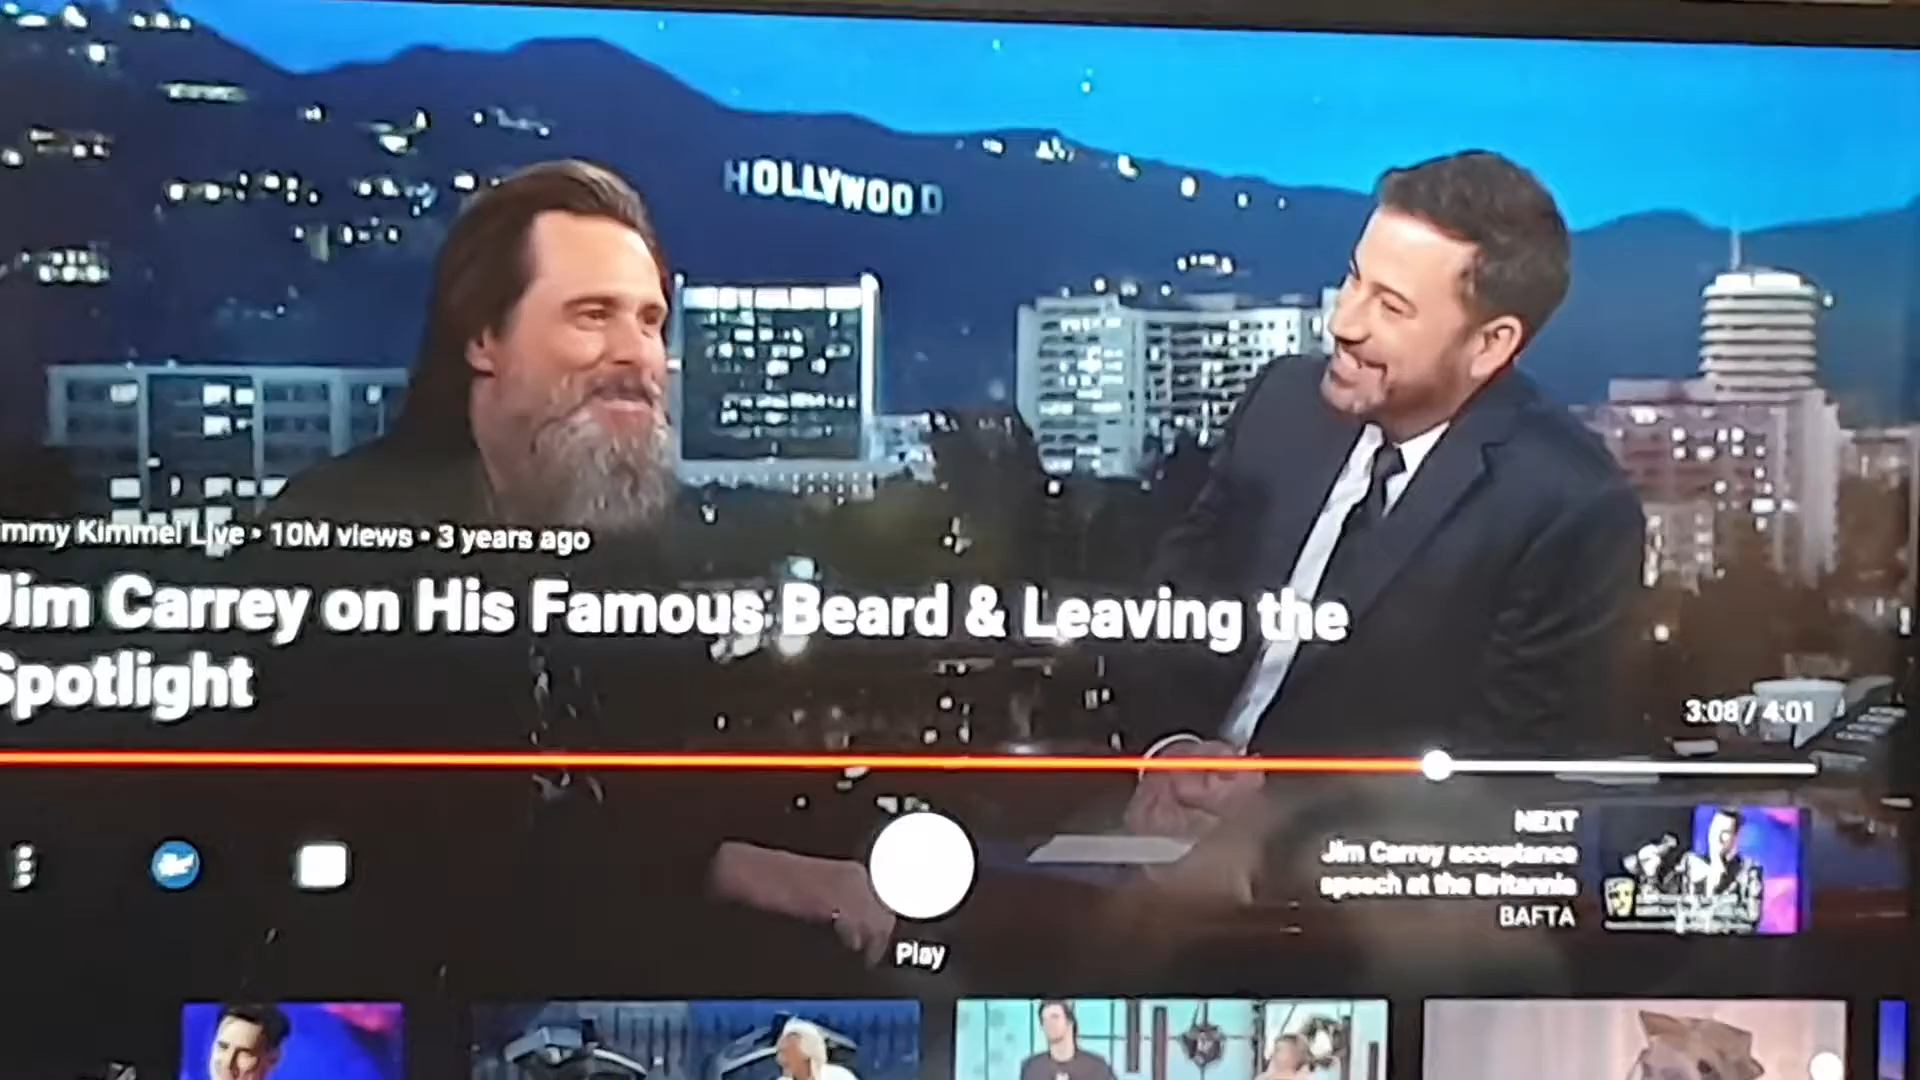 HOLLYWOOD
immy Kimmel Live • 10M views • 3 years ago
Jim Carrey on His Famous Beard & Leaving the
Spotlight
3:08 / 4:01
NEXT
Jim Carrey acceptance
speech at the Britannia
BAFTA
Play